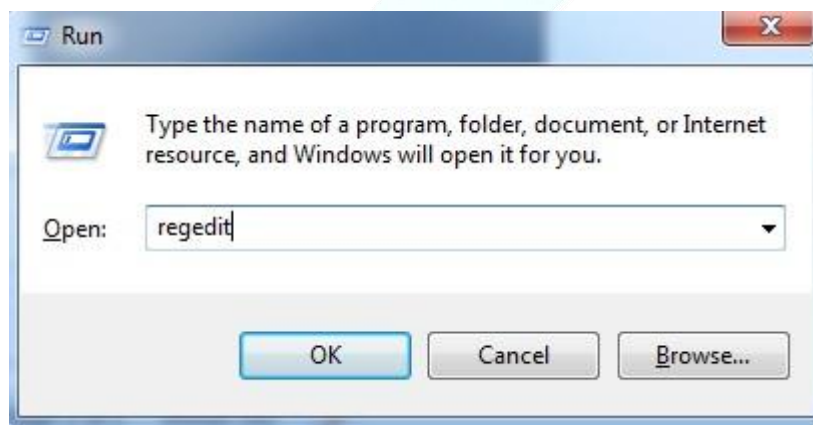 Run
Type the name of a program, folder, document, or Internet
resource, and Windows will open it for you.
Open: regedit
OK Cancel Browse...